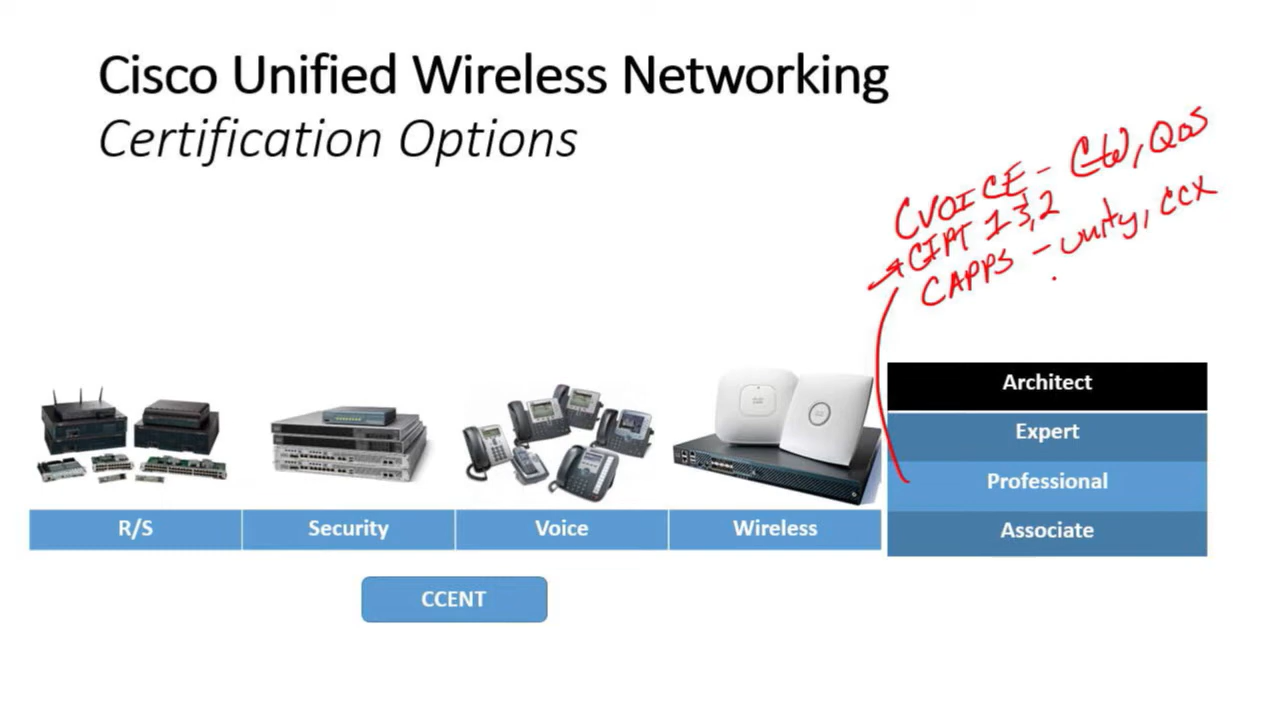 Cisco Unified Wireless Networking
Certification Options
CVOICE - GW, QoS
CIPT 1, 2
CAPPS - Unity, CCX
Architect
Expert
Professional
Associate
R/S
Security
Voice
Wireless
CCENT